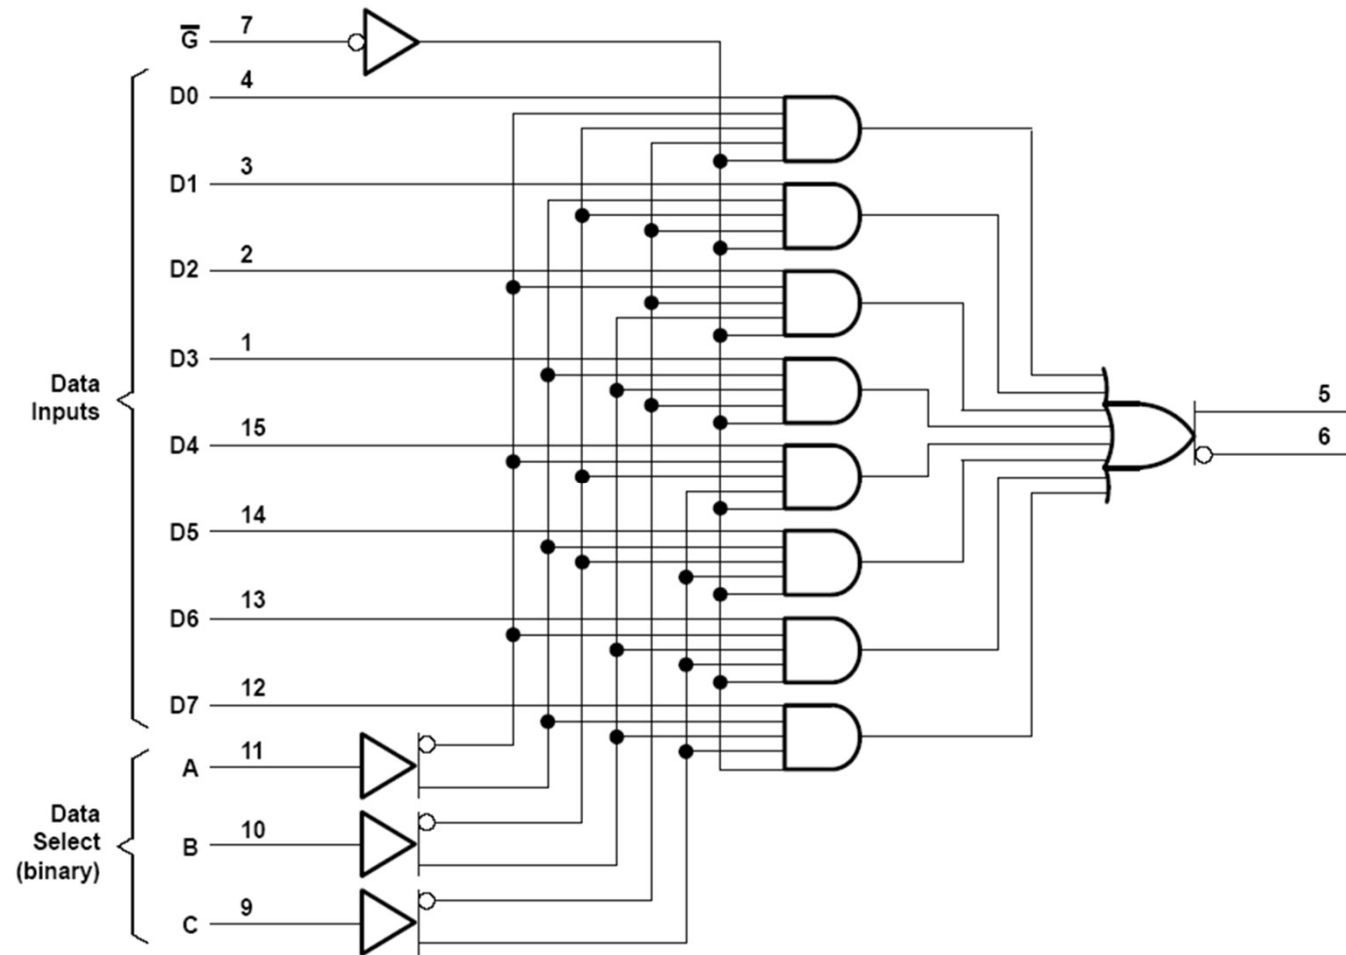 G̅ 7
D0 4
D1 3
D2 2
D3 1
Data
Inputs
D4 15
D5 14
D6 13
D7 12
5
6
A 11
Data
Select
(binary)
B 10
C 9